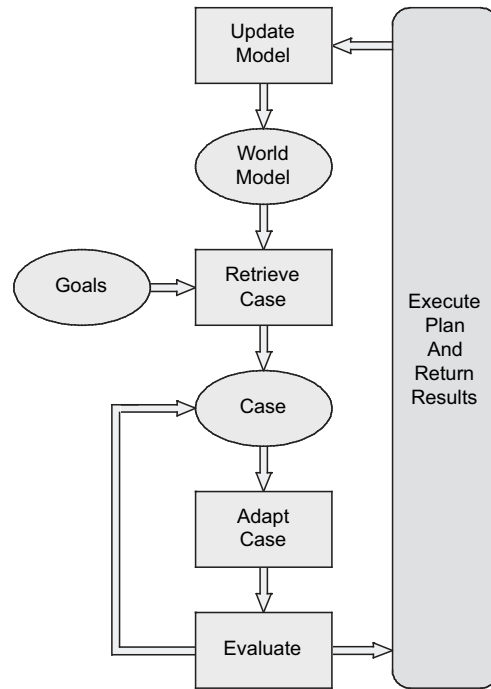 Update
Model
World
Model
Goals
Retrieve
Case
Execute
Plan
And
Return
Results
Case
Adapt
Case
Evaluate